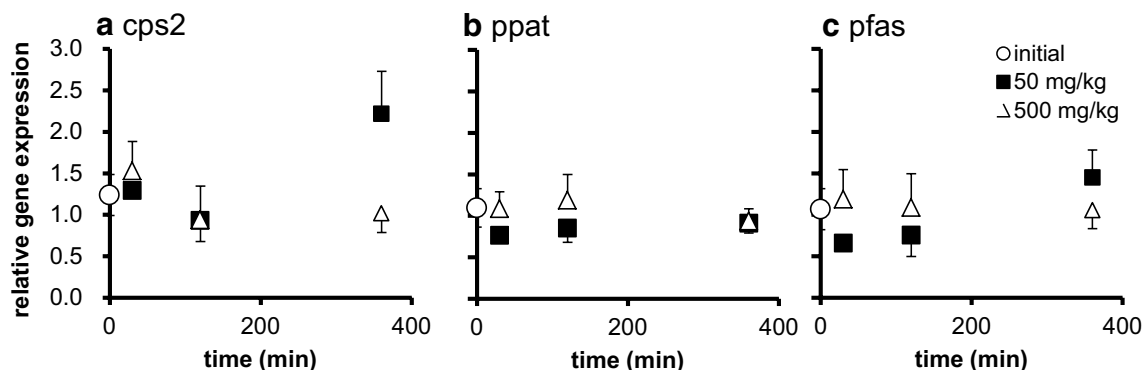 a cps2
b ppat
c pfas
relative gene expression
3.0
2.5
2.0
1.5
1.0
0.5
0.0
initial
50 mg/kg
500 mg/kg
0 200 400
0 200 400
0 200 400
time (min)
time (min)
time (min)